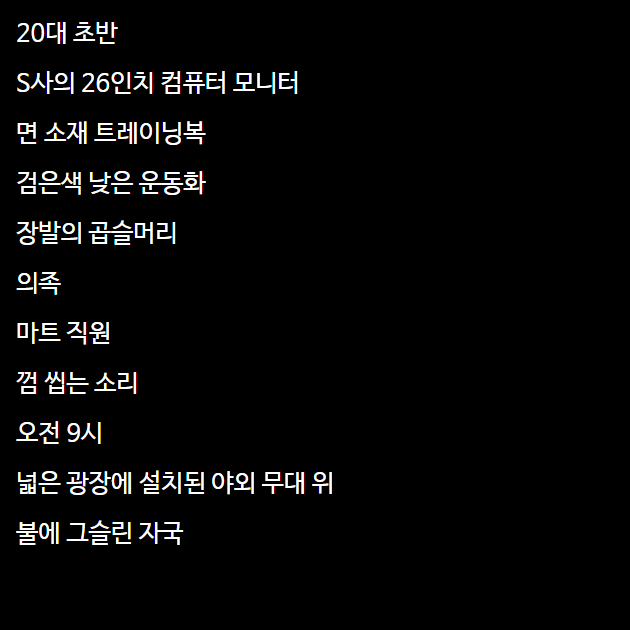 20대 초반
S사의 26인치 컴퓨터 모니터
면 소재 트레이닝복
검은색 낮은 운동화
장발의 곱슬머리
의족
마트 직원
껌 씹는 소리
오전 9시
넓은 광장에 설치된 야외 무대 위
불에 그슬린 자국